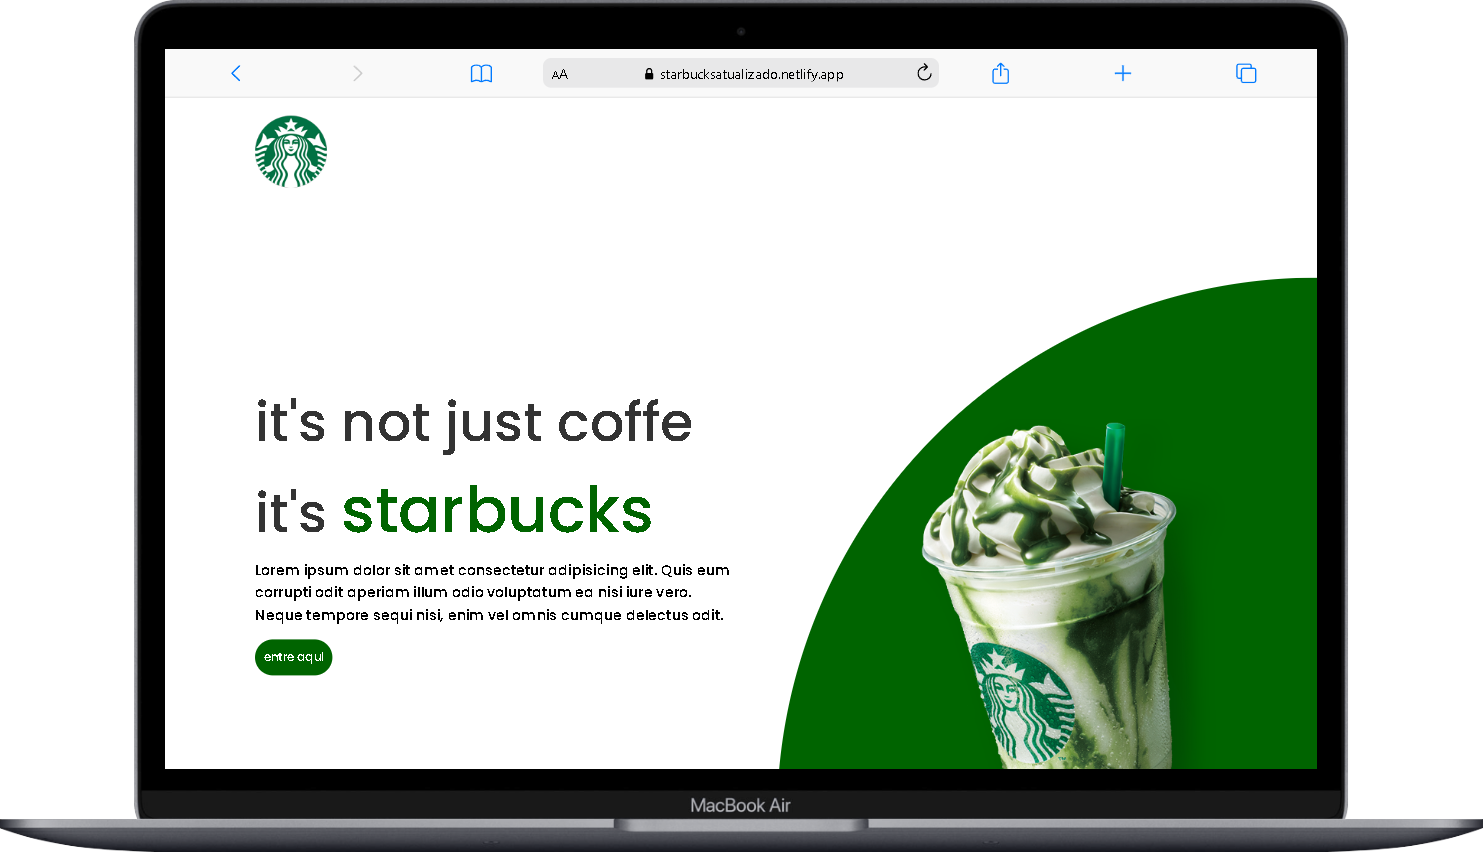 AA
starbucksatualizado.netlify.app
it's not just coffe
it's starbucks
Lorem ipsum dolor sit amet consectetur adipisicing elit. Quis eum
corrupti odit aperiam illum odio voluptatum ea nisi iure vero.
Neque tempore sequi nisi, enim vel omnis cumque delectus odit.
entre aqui
TM
MacBook Air